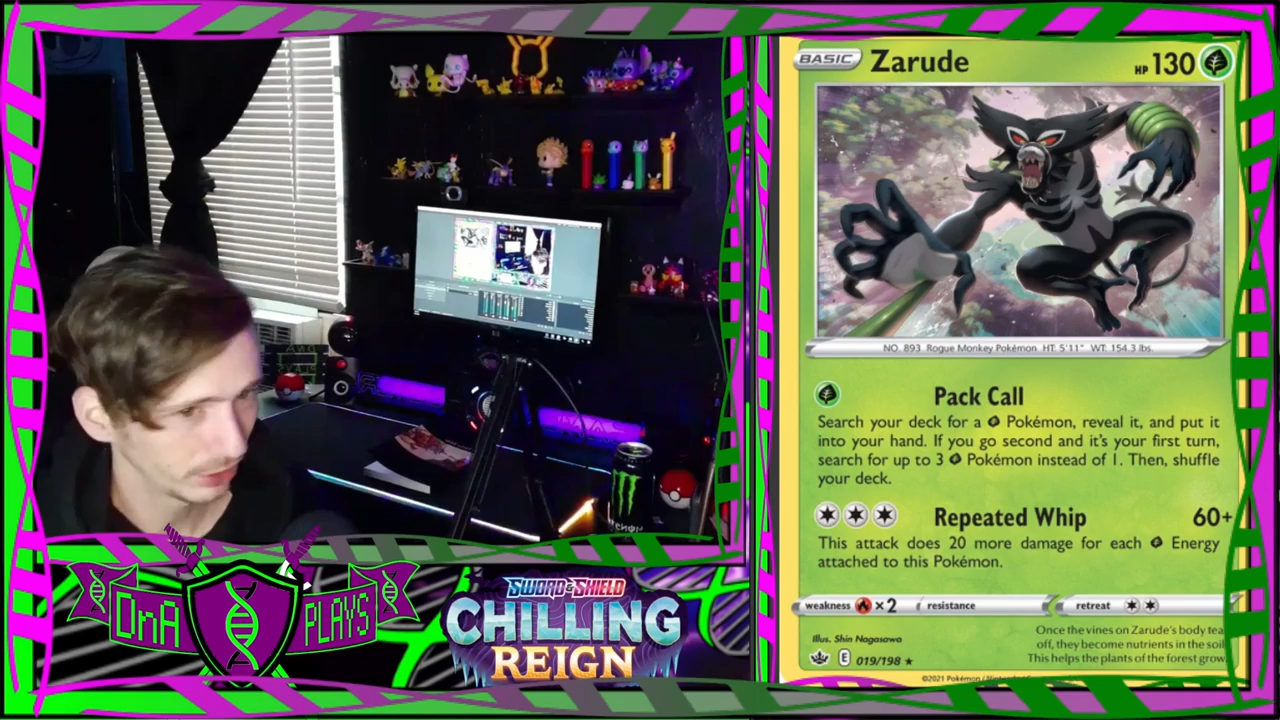 BASIC Zarude HP 130
NO. 893 Rogue Monkey Pokémon HT: 5'11" WT: 154.3 lbs.
Pack Call
Search your deck for a Pokémon, reveal it, and put it
into your hand. If you go second and it's your first turn,
search for up to 3 Pokémon instead of 1. Then, shuffle
your deck.
Repeated Whip 60+
This attack does 20 more damage for each Energy
attached to this Pokémon.
weakness ×2 resistance retreat
Illus. Shin Nagasawa
E 019/198
Once the vines on Zarude's body tea
off, they become nutrients in the soil
This helps the plants of the forest grow
©2021 Pokémon
DnA PLAYS
SWORD & SHIELD
CHILLING
REIGN